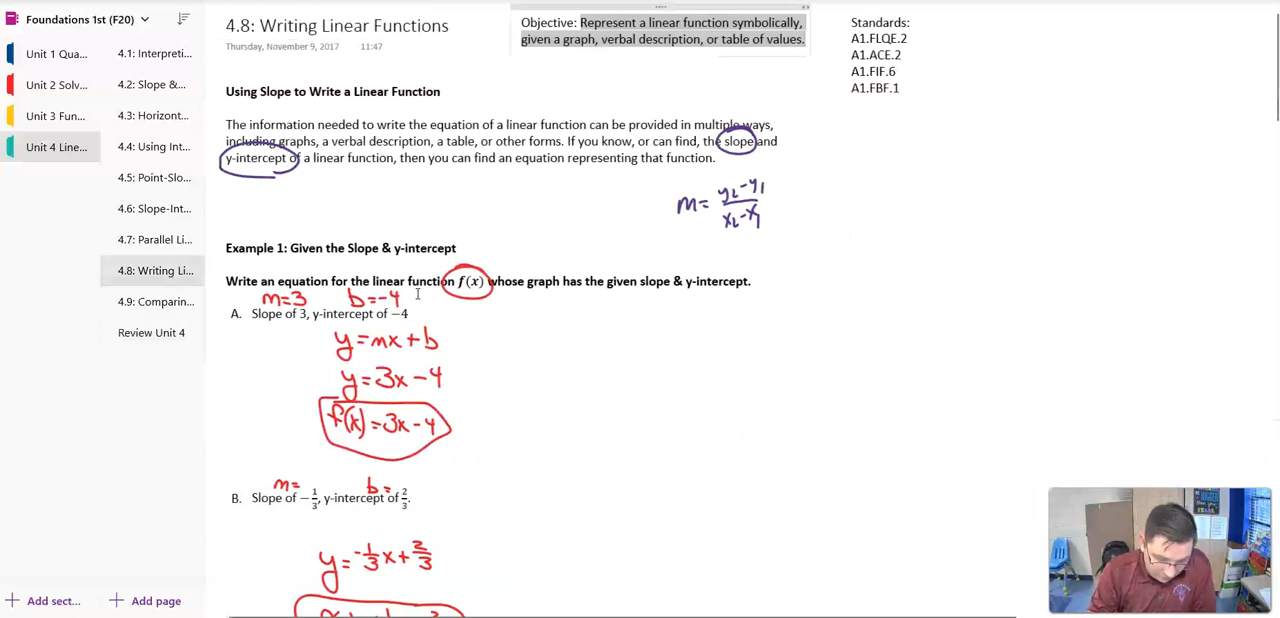 Foundations 1st (F20)
Unit 1 Qua...
Unit 2 Solv...
Unit 3 Fun...
Unit 4 Line...
Add sect...
4.1: Interpreti...
4.2: Slope &...
4.3: Horizont...
4.4: Using Int...
4.5: Point-Slo...
4.6: Slope-Int...
4.7: Parallel Li...
4.8: Writing Li...
4.9: Comparin...
Review Unit 4
Add page
4.8: Writing Linear Functions
Thursday, November 9, 2017 11:47
Objective: Represent a linear function symbolically,
given a graph, verbal description, or table of values.
Standards:
A1.FLQE.2
A1.ACE.2
A1.FIF.6
A1.FBF.1
Using Slope to Write a Linear Function
The information needed to write the equation of a linear function can be provided in multiple ways,
including graphs, a verbal description, a table, or other forms. If you know, or can find, the slope and
y-intercept of a linear function, then you can find an equation representing that function.
m = y₂-y₁ / x₂-x₁
Example 1: Given the Slope & y-intercept
Write an equation for the linear function f(x) whose graph has the given slope & y-intercept.
m=3 b=-4
A. Slope of 3, y-intercept of −4
y=mx+b
y=3x-4
f(x)=3x-4
m= b=
B. Slope of −1/3, y-intercept of 2/3.
y=-1/3x+2/3